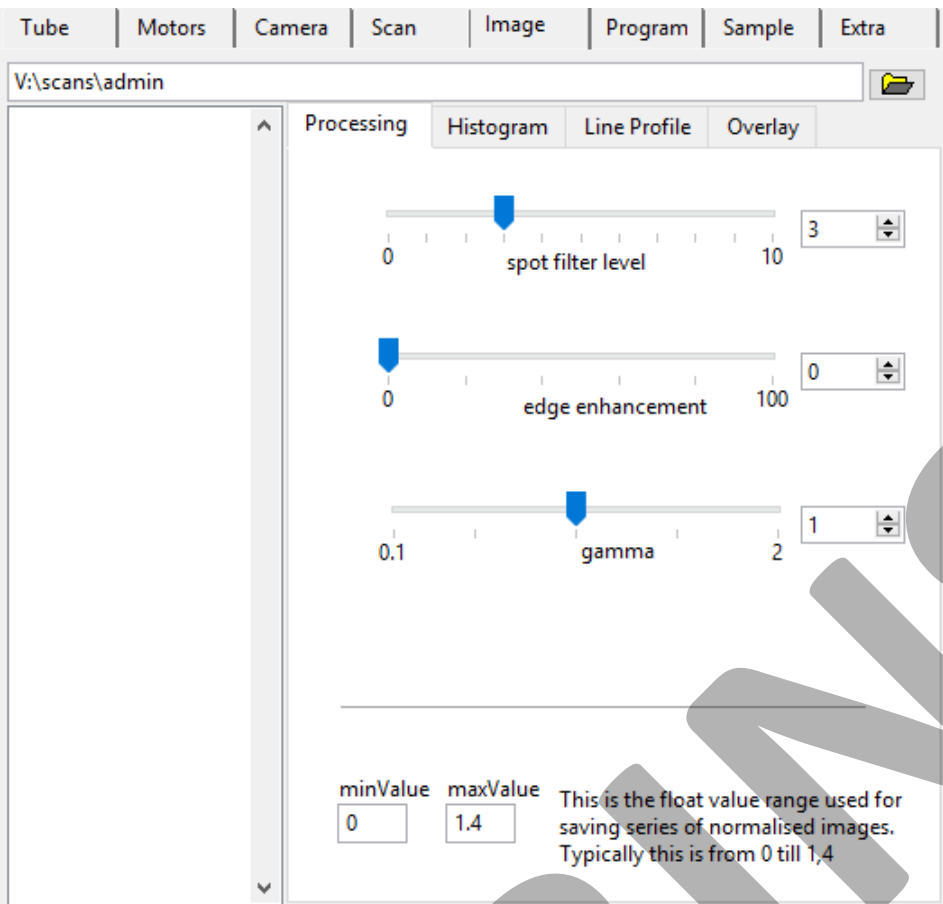 Tube Motors Camera Scan Image Program Sample Extra
V:\scans\admin
Processing Histogram Line Profile Overlay
3
0 10
spot filter level
0
0 100
edge enhancement
1
0.1 gamma 2
minValue maxValue
0 1.4
This is the float value range used for
saving series of normalised images.
Typically this is from 0 till 1,4